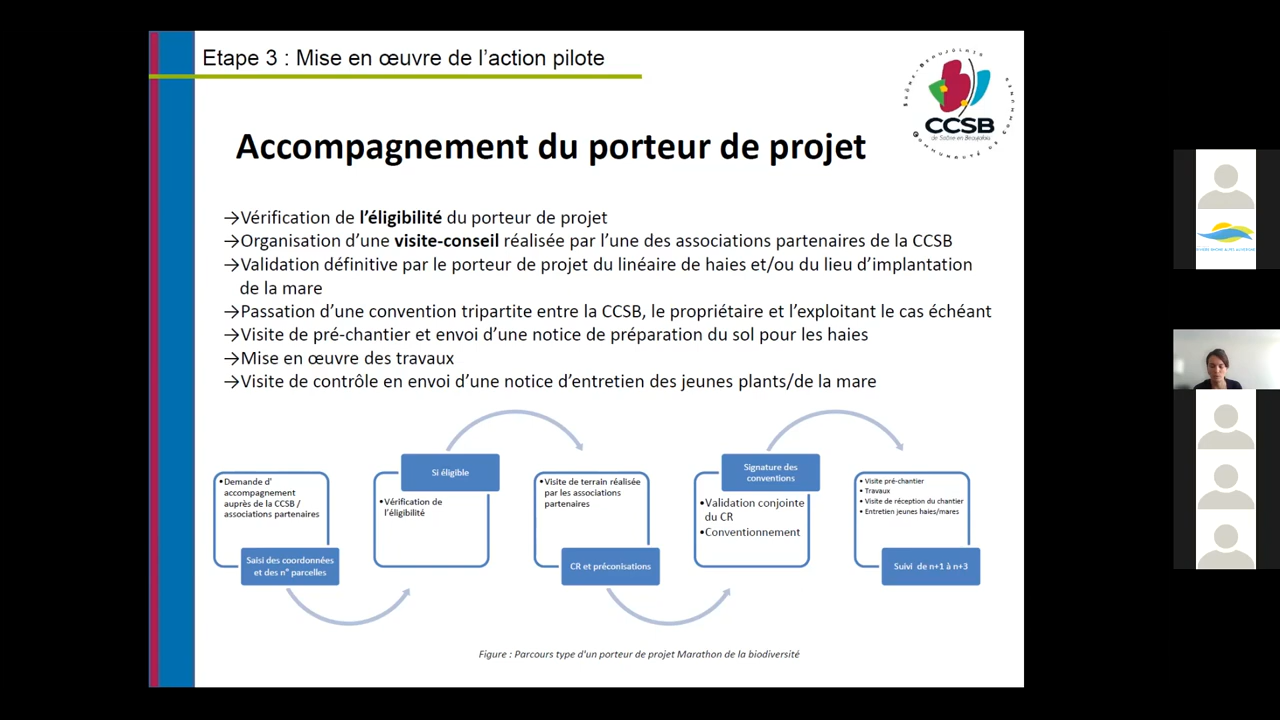 Etape 3 : Mise en œuvre de l’action pilote
CCSB
de Saône en Beaujolais
Accompagnement du porteur de projet
→Vérification de l’éligibilité du porteur de projet
→Organisation d’une visite-conseil réalisée par l’une des associations partenaires de la CCSB
→Validation définitive par le porteur de projet du linéaire de haies et/ou du lieu d’implantation
de la mare
→Passation d’une convention tripartite entre la CCSB, le propriétaire et l’exploitant le cas échéant
→Visite de pré-chantier et envoi d’une notice de préparation du sol pour les haies
→Mise en œuvre des travaux
→Visite de contrôle en envoi d’une notice d’entretien des jeunes plants/de la mare
•Demande d'
accompagnement
auprès de la CCSB /
associations partenaires
Saisi des coordonnées
et des n° parcelles
Si éligible
•Vérification de
l’éligibilité
•Visite de terrain réalisée
par les associations
partenaires
CR et préconisations
Signature des
conventions
•Validation conjointe
du CR
•Conventionnement
• Visite pré-chantier
• Travaux
• Visite de réception du chantier
• Entretien jeunes haies/mares
Suivi de n+1 à n+3
Figure : Parcours type d'un porteur de projet Marathon de la biodiversité